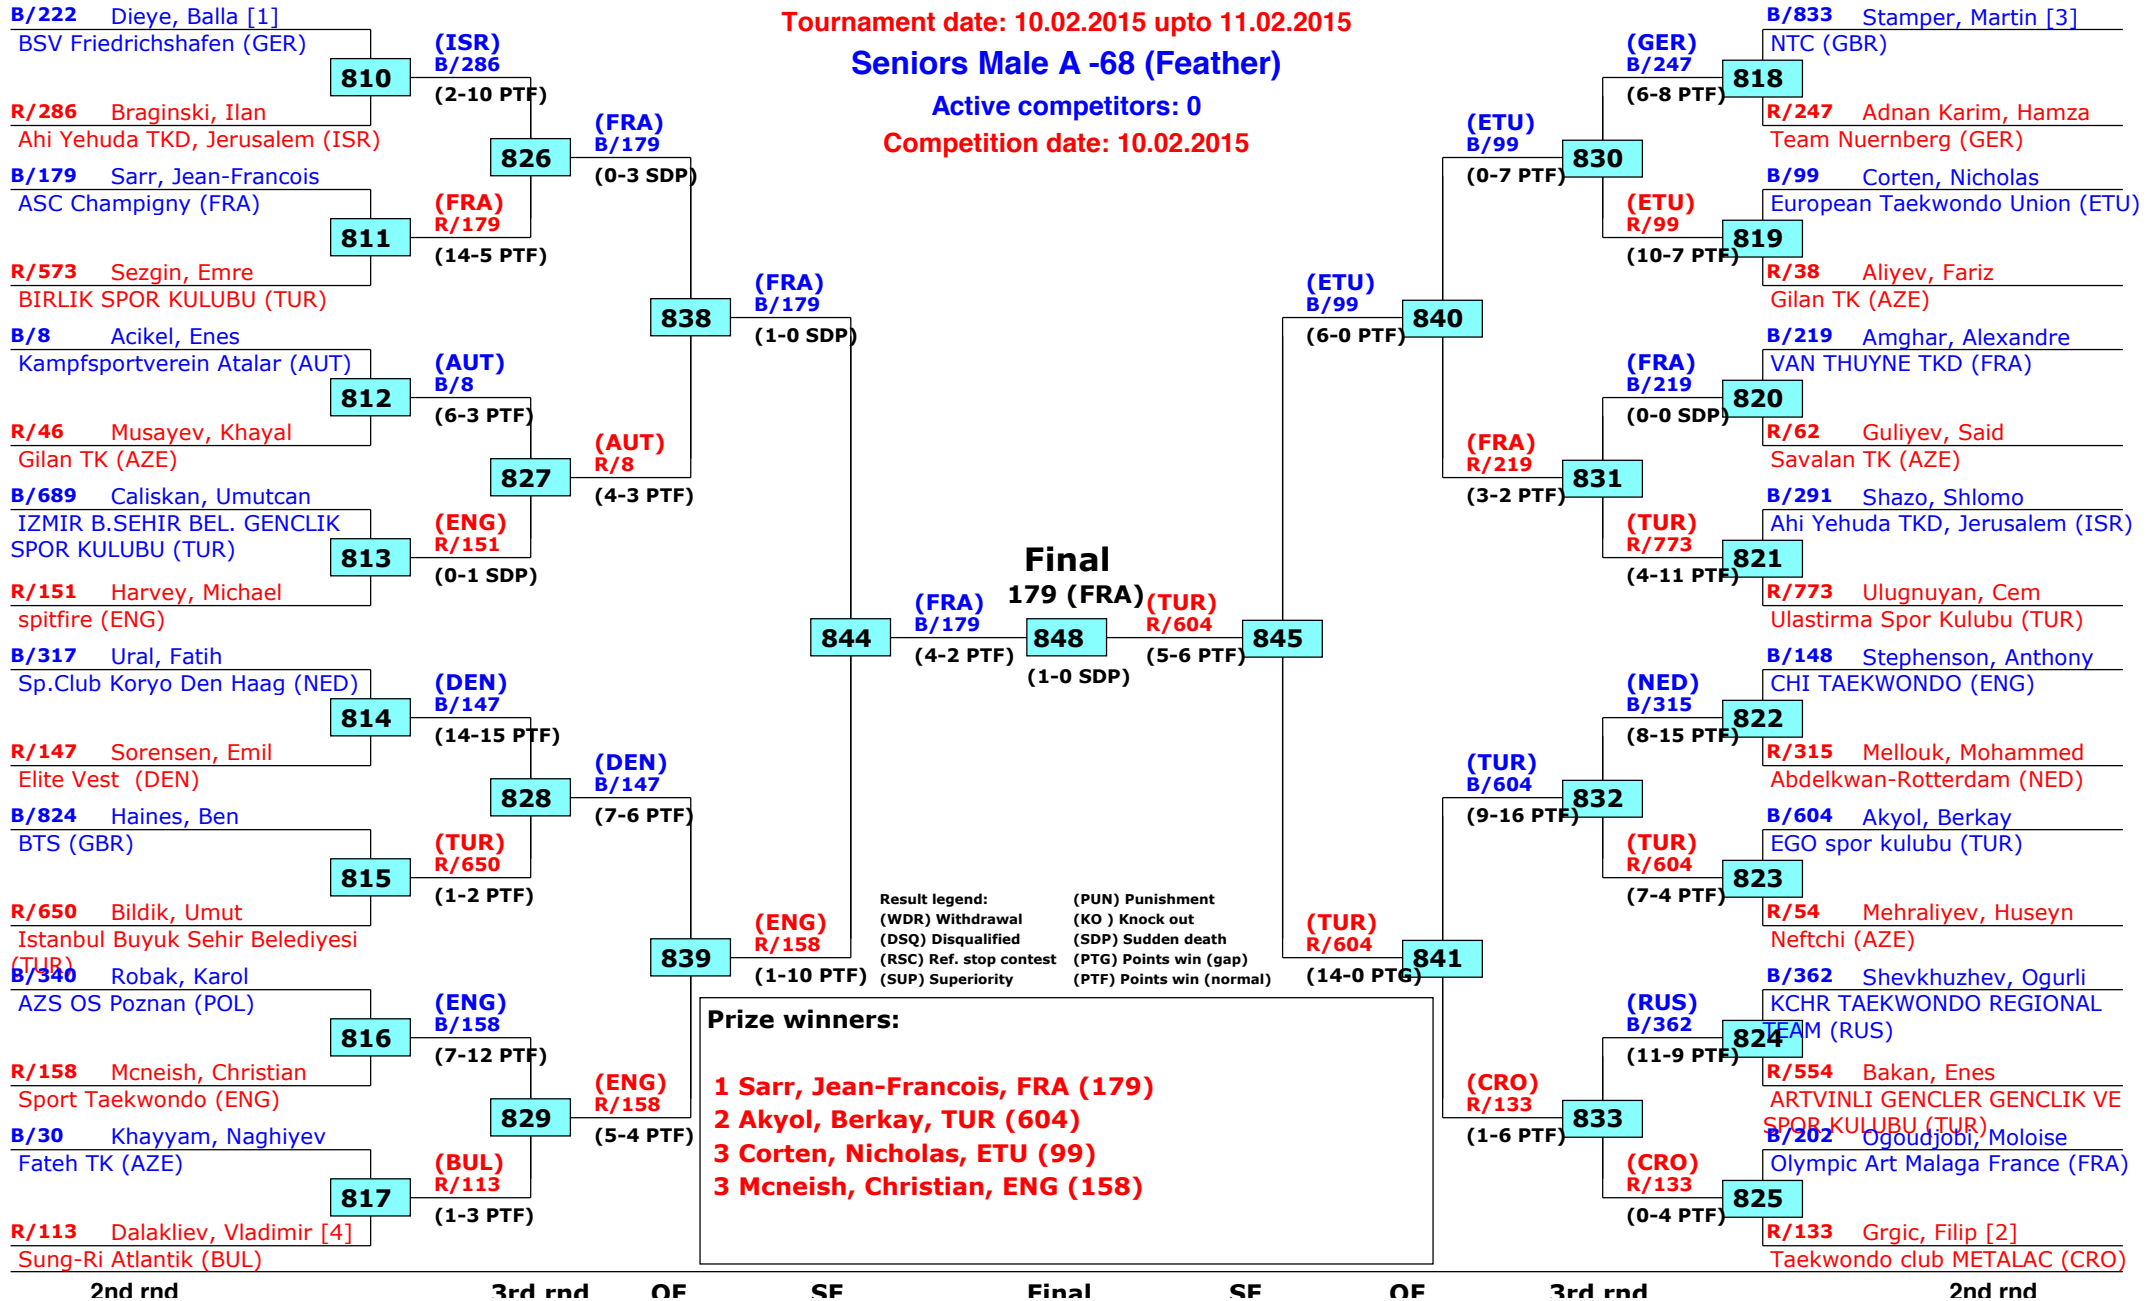 Tournament date: 10.02.2015 upto 11.02.2015
Seniors Male A -68 (Feather)
Active competitors: 0
Competition date: 10.02.2015
B/222 Dieye, Balla [1]
BSV Friedrichshafen (GER)
810
R/286 Braginski, Ilan
Ahi Yehuda TKD, Jerusalem (ISR)
B/179 Sarr, Jean-Francois
ASC Champigny (FRA)
811
R/573 Sezgin, Emre
BIRLIK SPOR KULUBU (TUR)
B/8 Acikel, Enes
Kampfsportverein Atalar (AUT)
812
R/46 Musayev, Khayal
Gilan TK (AZE)
B/689 Caliskan, Umutcan
IZMIR B.SEHIR BEL. GENCLIK
SPOR KULUBU (TUR)
813
R/151 Harvey, Michael
spitfire (ENG)
B/317 Ural, Fatih
Sp.Club Koryo Den Haag (NED)
814
R/147 Sorensen, Emil
Elite Vest (DEN)
B/824 Haines, Ben
BTS (GBR)
815
R/650 Bildik, Umut
Istanbul Buyuk Sehir Belediyesi
(TUR)
B/340 Robak, Karol
AZS OS Poznan (POL)
816
R/158 Mcneish, Christian
Sport Taekwondo (ENG)
B/30 Khayyam, Naghiyev
Fateh TK (AZE)
817
R/113 Dalakliev, Vladimir [4]
Sung-Ri Atlantik (BUL)
(ISR)
B/286
(2-10 PTF)
826
(FRA)
R/179
(14-5 PTF)
(AUT)
B/8
(6-3 PTF)
827
(ENG)
R/151
(0-1 SDP)
(DEN)
B/147
(14-15 PTF)
828
(TUR)
R/650
(1-2 PTF)
(ENG)
B/158
(7-12 PTF)
829
(BUL)
R/113
(1-3 PTF)
(FRA)
B/179
(0-3 SDP)
838
(AUT)
R/8
(4-3 PTF)
(DEN)
B/147
(7-6 PTF)
839
(ENG)
R/158
(5-4 PTF)
(FRA)
B/179
(1-0 SDP)
844
(ENG)
R/158
(1-10 PTF)
(FRA)
B/179
(4-2 PTF)
Final
179 (FRA)
848
(1-0 SDP)
(TUR)
R/604
(5-6 PTF)
845
(ETU)
B/99
(6-0 PTF)
840
(TUR)
R/604
(14-0 PTG)
841
(ETU)
B/99
(0-7 PTF)
830
(FRA)
R/219
(3-2 PTF)
831
(TUR)
B/604
(9-16 PTF)
832
(CRO)
R/133
(1-6 PTF)
833
(GER)
B/247
(6-8 PTF)
(ETU)
R/99
(10-7 PTF)
(FRA)
B/219
(0-0 SDP)
(TUR)
R/773
(4-11 PTF)
(NED)
B/315
(8-15 PTF)
(TUR)
R/604
(7-4 PTF)
(RUS)
B/362
(11-9 PTF)
(CRO)
R/133
(0-4 PTF)
B/833 Stamper, Martin [3]
NTC (GBR)
818
R/247 Adnan Karim, Hamza
Team Nuernberg (GER)
B/99 Corten, Nicholas
European Taekwondo Union (ETU)
819
R/38 Aliyev, Fariz
Gilan TK (AZE)
B/219 Amghar, Alexandre
VAN THUYNE TKD (FRA)
820
R/62 Guliyev, Said
Savalan TK (AZE)
B/291 Shazo, Shlomo
Ahi Yehuda TKD, Jerusalem (ISR)
821
R/773 Ulugnuyan, Cem
Ulastirma Spor Kulubu (TUR)
B/148 Stephenson, Anthony
CHI TAEKWONDO (ENG)
822
R/315 Mellouk, Mohammed
Abdelkwan-Rotterdam (NED)
B/604 Akyol, Berkay
EGO spor kulubu (TUR)
823
R/54 Mehraliyev, Huseyn
Neftchi (AZE)
B/362 Shevkhuzhev, Ogurli
KCHR TAEKWONDO REGIONAL
TEAM (RUS)
824
R/554 Bakan, Enes
ARTVINLI GENCLER GENCLIK VE
SPOR KULUBU (TUR)
B/202 Ogoudjobi, Moloise
Olympic Art Malaga France (FRA)
825
R/133 Grgic, Filip [2]
Taekwondo club METALAC (CRO)
Result legend: (PUN) Punishment
(WDR) Withdrawal (KO ) Knock out
(DSQ) Disqualified (SDP) Sudden death
(RSC) Ref. stop contest (PTG) Points win (gap)
(SUP) Superiority (PTF) Points win (normal)
Prize winners:
1 Sarr, Jean-Francois, FRA (179)
2 Akyol, Berkay, TUR (604)
3 Corten, Nicholas, ETU (99)
3 Mcneish, Christian, ENG (158)
2nd rnd 3rd rnd QF SF Final SF QF 3rd rnd 2nd rnd